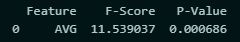 Feature F-Score P-Value
0 AVG 11.539037 0.000686